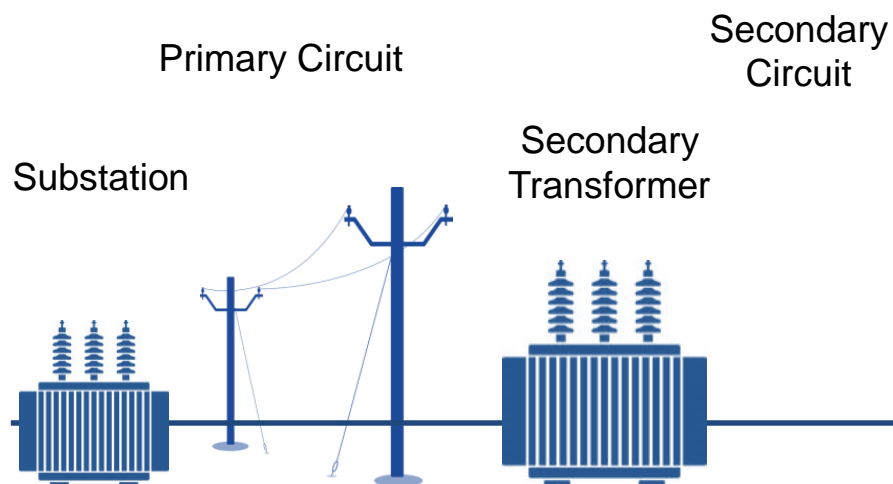 Primary Circuit
Secondary
Circuit
Substation
Secondary
Transformer